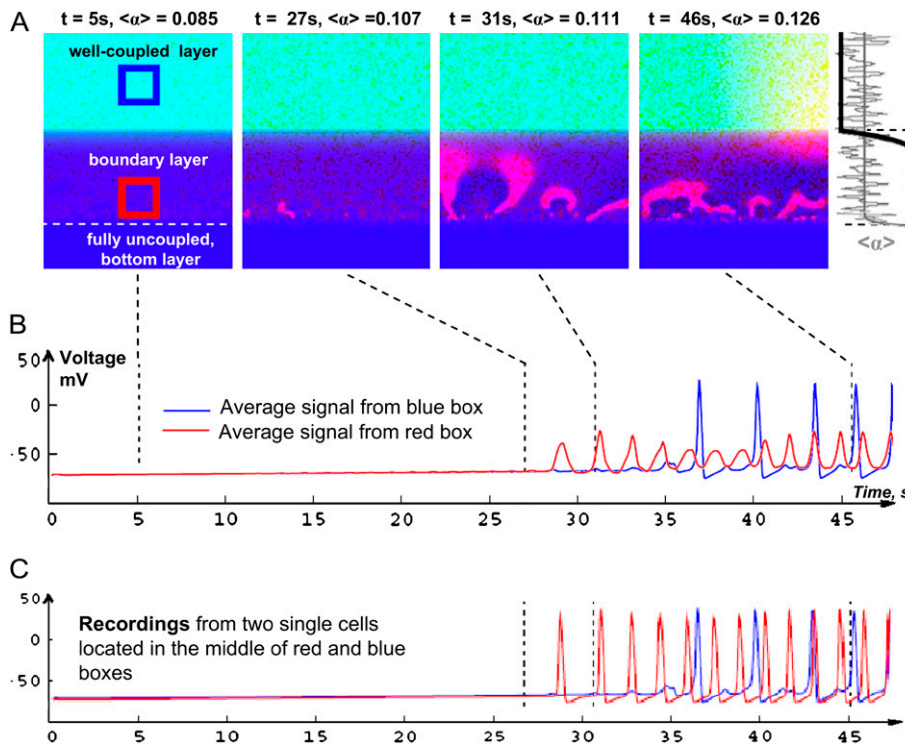 A
t = 5s, <α> = 0.085
t = 27s, <α> =0.107
t = 31s, <α> = 0.111
t = 46s, <α> = 0.126
well-coupled layer
boundary layer
fully uncoupled,
bottom layer
<α>
B
50
0
-50
Voltage
mV
Average signal from blue box
Average signal from red box
Time, s
0 5 10 15 20 25 30 35 40 45
C
50
0
-50
Recordings from two single cells
located in the middle of red and blue
boxes
0 5 10 15 20 25 30 35 40 45